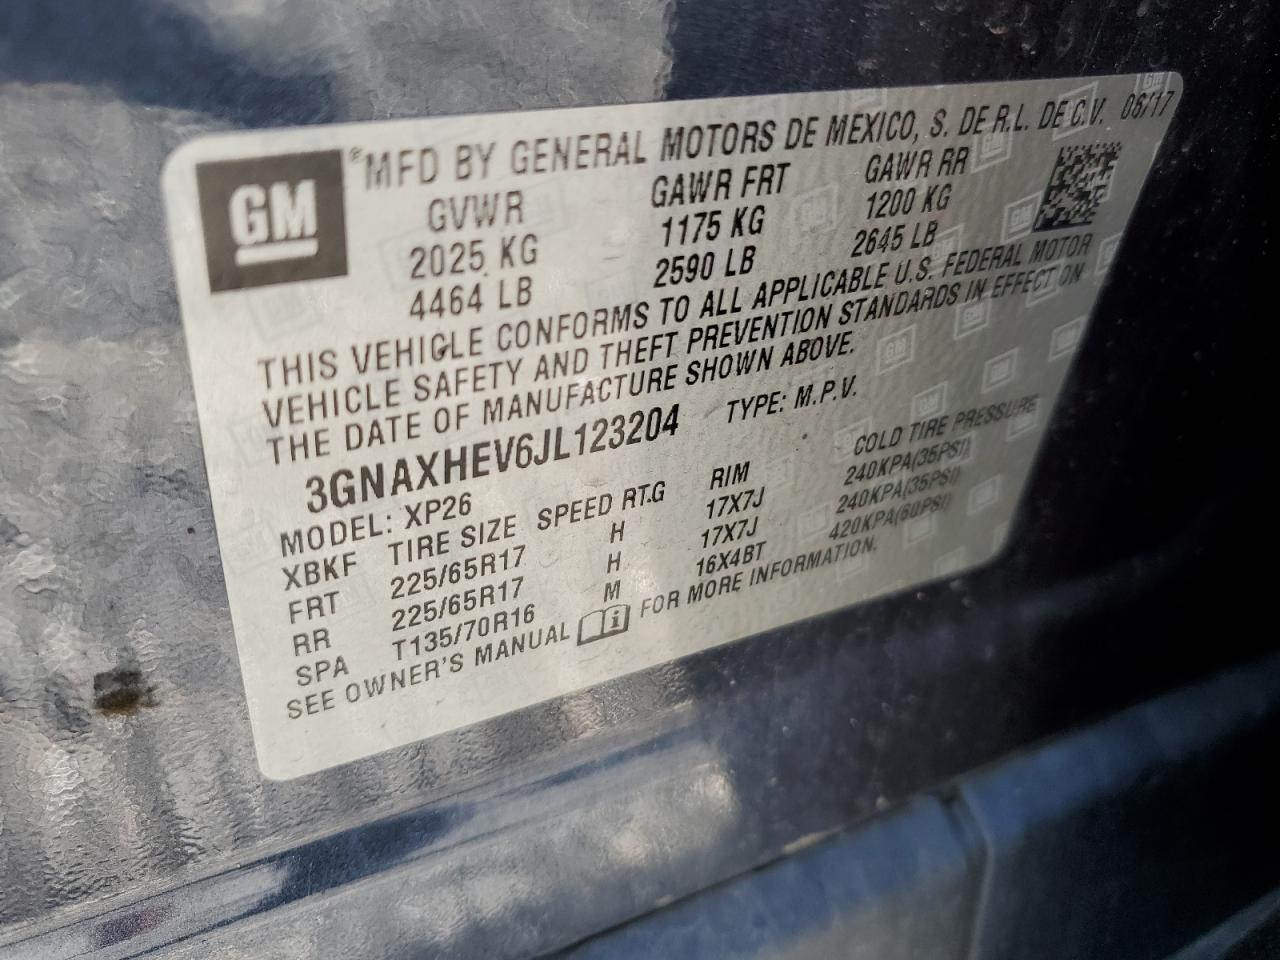 GM
®MFD BY GENERAL MOTORS DE MEXICO, S. DE R.L. DE C.V. 06/17
GVWR GAWR FRT GAWR RR
2025 KG 1175 KG 1200 KG
4464 LB 2590 LB 2645 LB
THIS VEHICLE CONFORMS TO ALL APPLICABLE U.S. FEDERAL MOTOR
VEHICLE SAFETY AND THEFT PREVENTION STANDARDS IN EFFECT ON
THE DATE OF MANUFACTURE SHOWN ABOVE.
3GNAXHEV6JL123204 TYPE: M.P.V.
MODEL: XP26
XBKF TIRE SIZE SPEED RTG RIM COLD TIRE PRESSURE
FRT 225/65R17 H 17X7J 240KPA(35PSI)
RR 225/65R17 H 17X7J 240KPA(35PSI)
SPA T135/70R16 M 16X4BT 420KPA(60PSI)
SEE OWNER'S MANUAL i FOR MORE INFORMATION.